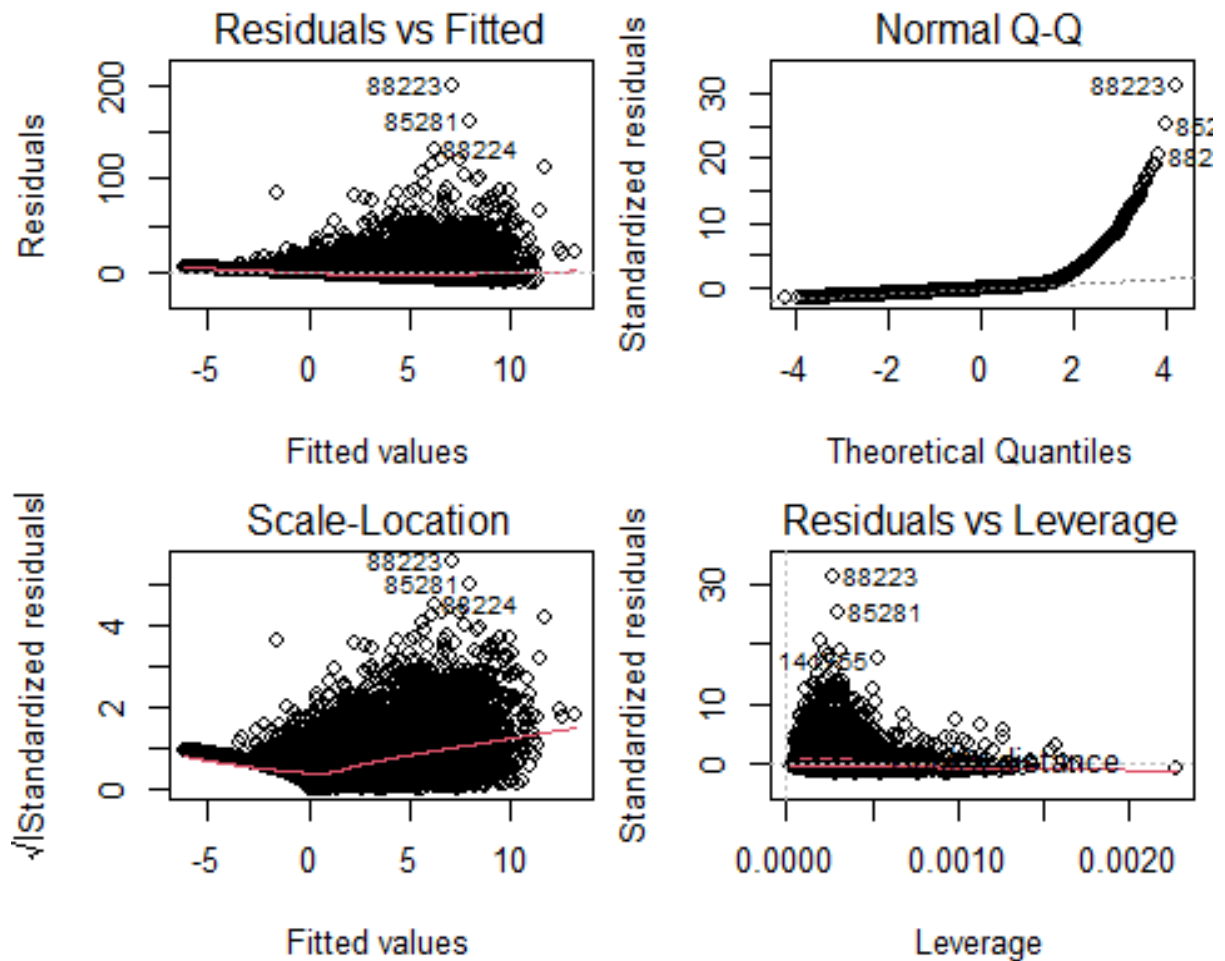 Residuals vs Fitted
Residuals
200
100
0
88223
85281
88224
-5 0 5 10
Fitted values
Normal Q-Q
Standardized residuals
30
20
10
0
88223
852
882
-4 -2 0 2 4
Theoretical Quantiles
Scale-Location
√|Standardized residuals|
4
2
0
88223
85281
88224
-5 0 5 10
Fitted values
Residuals vs Leverage
Standardized residuals
30
10
0
88223
85281
distance
0.0000 0.0010 0.0020
Leverage